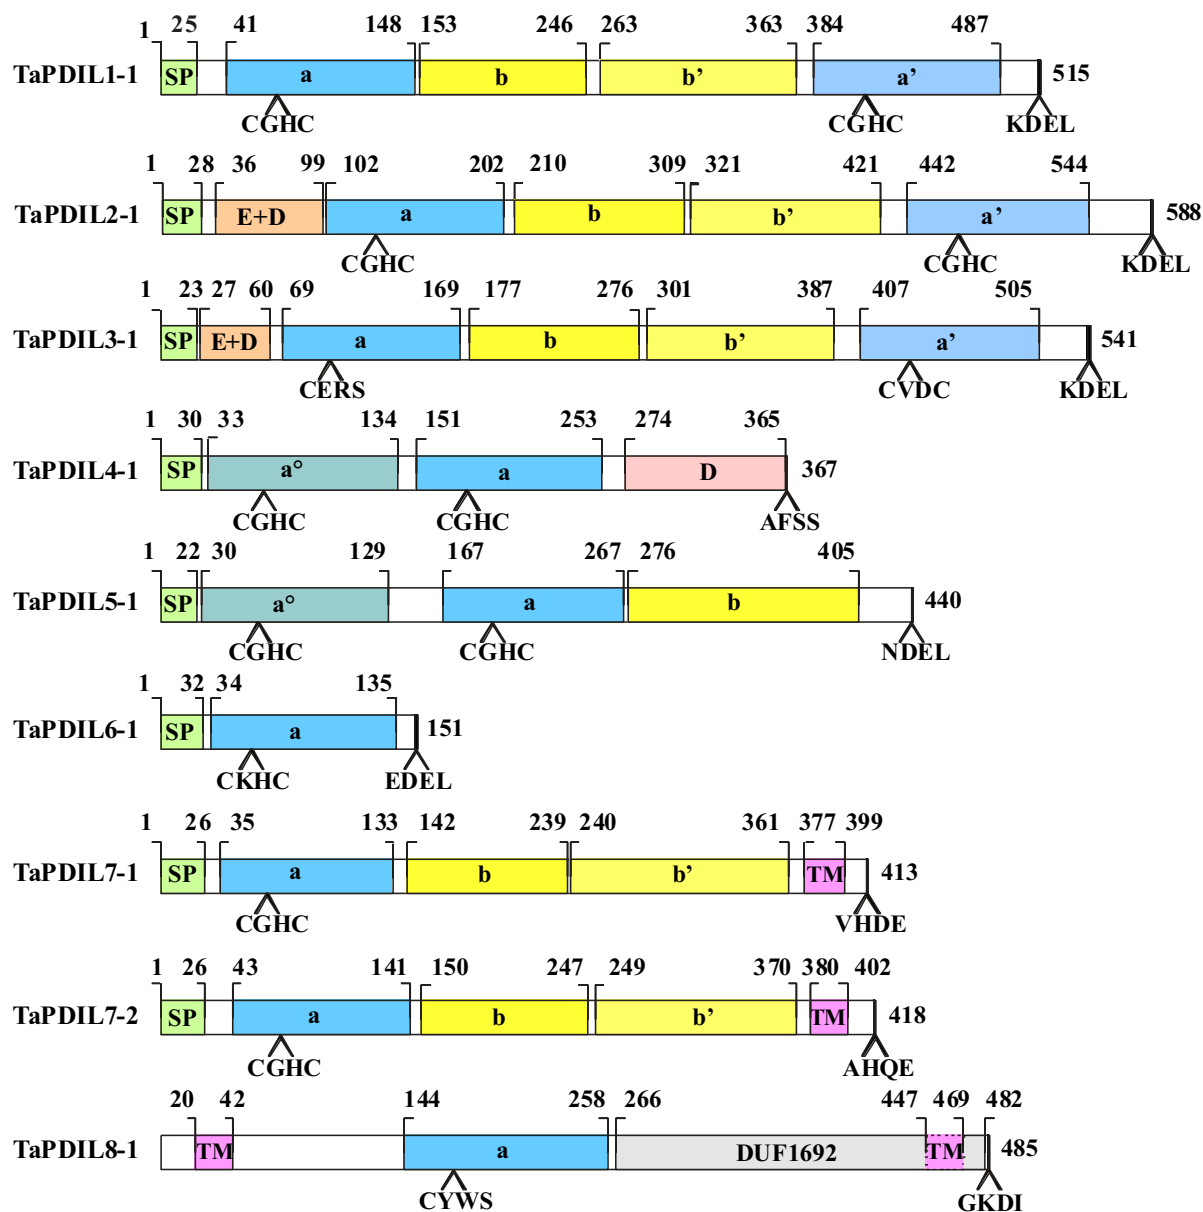 1 25 41 148 153 246 263 363 384 487
TaPDIL1-1 SP a b b’ a’ 515
CGHC CGHC KDEL
1 28 36 99 102 202 210 309 321 421 442 544
TaPDIL2-1 SP E+D a b b’ a’ 588
CGHC CGHC KDEL
1 23 27 60 69 169 177 276 301 387 407 505
TaPDIL3-1 SP E+D a b b’ a’ 541
CERS CVDC KDEL
1 30 33 134 151 253 274 365
TaPDIL4-1 SP a° a D 367
CGHC CGHC AFSS
1 22 30 129 167 267 276 405
TaPDIL5-1 SP a° a b 440
CGHC CGHC NDEL
1 32 34 135
TaPDIL6-1 SP a 151
CKHC EDEL
1 26 35 133 142 239 240 361 377 399
TaPDIL7-1 SP a b b’ TM 413
CGHC VHDE
1 26 43 141 150 247 249 370 380 402
TaPDIL7-2 SP a b b’ TM 418
CGHC AHQE
20 42 144 258 266 447 469 482
TaPDIL8-1 TM a DUF1692 TM 485
CYWS GKDI